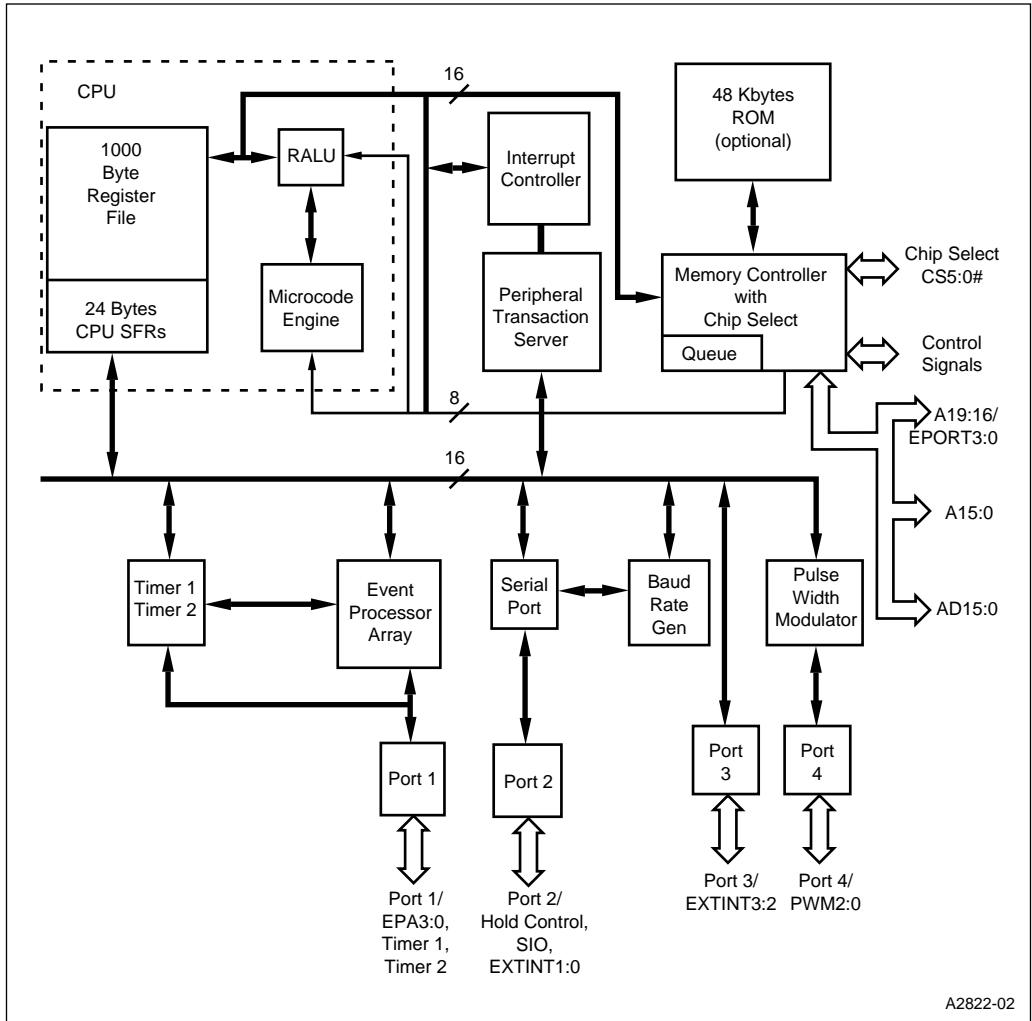 CPU
16
1000
Byte
Register
File
RALU
Interrupt
Controller
48 Kbytes
ROM
(optional)
24 Bytes
CPU SFRs
Microcode
Engine
Peripheral
Transaction
Server
Memory Controller
with
Chip Select
Queue
Chip Select
CS5:0#
Control
Signals
8
A19:16/
EPORT3:0
16
A15:0
Timer 1
Timer 2
Event
Processor
Array
Serial
Port
Baud
Rate
Gen
Pulse
Width
Modulator
AD15:0
Port 1
Port 2
Port
3
Port
4
Port 1/
EPA3:0,
Timer 1,
Timer 2
Port 2/
Hold Control,
SIO,
EXTINT1:0
Port 3/
EXTINT3:2
Port 4/
PWM2:0
A2822-02